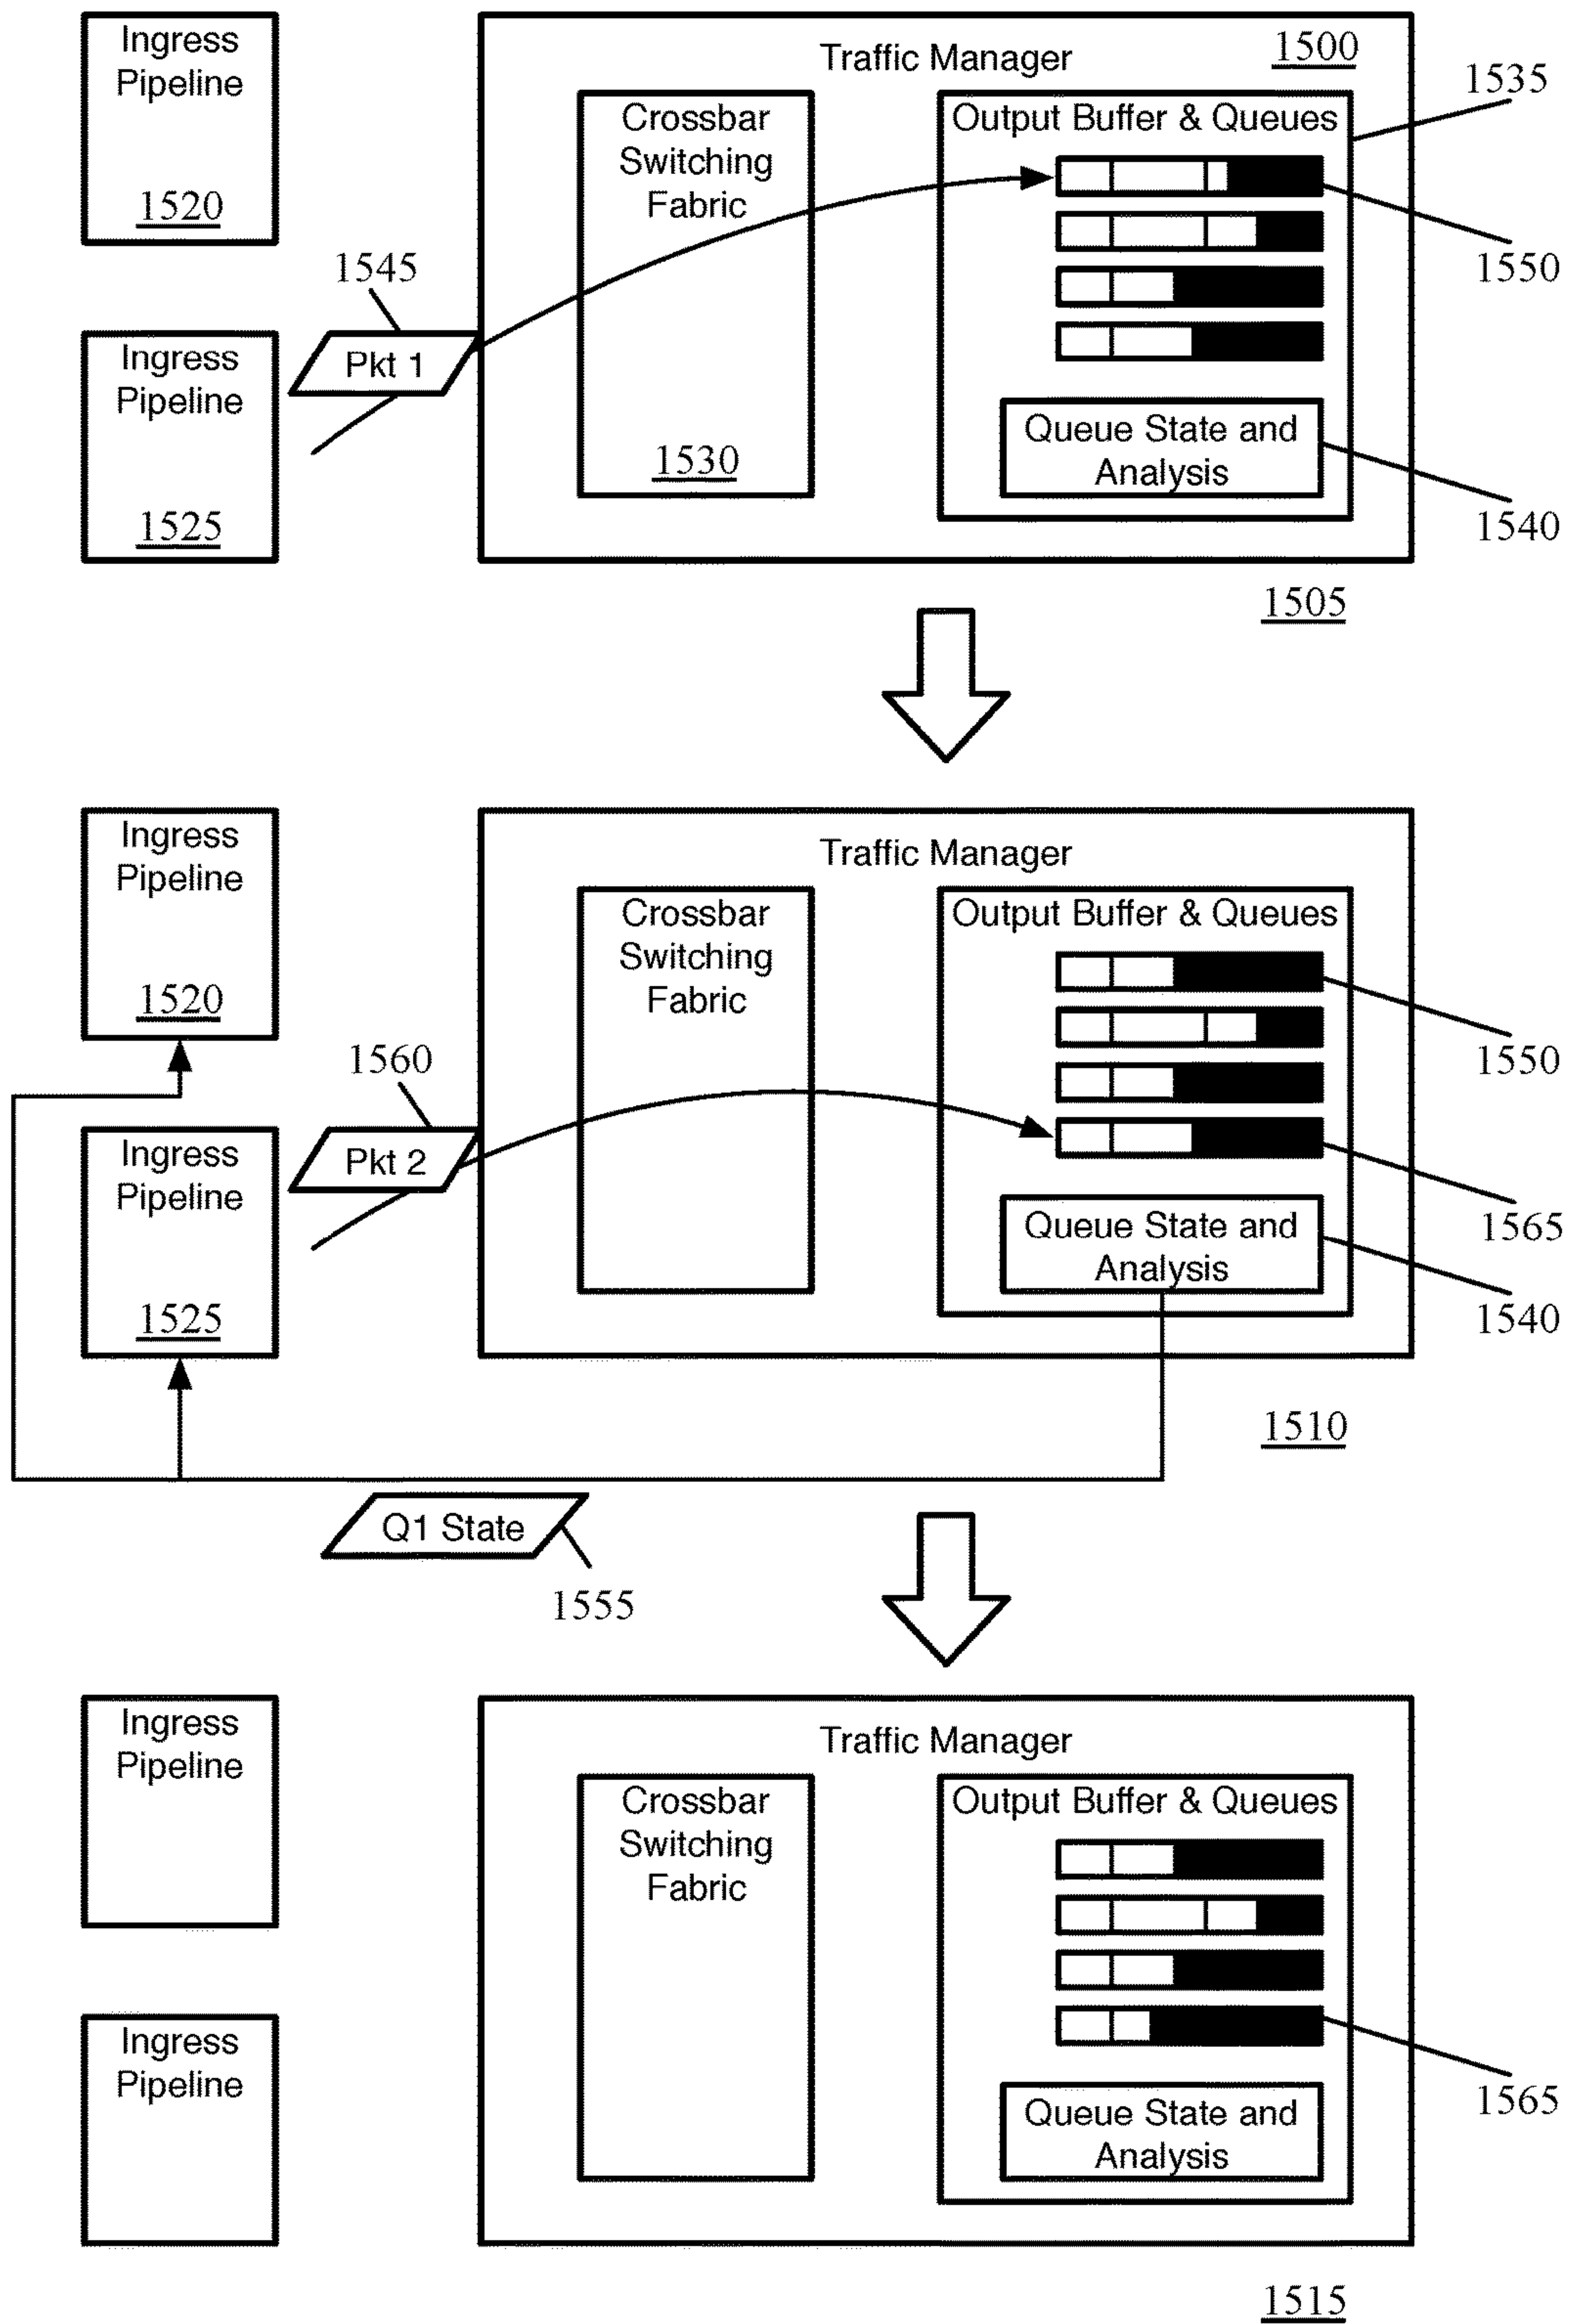 Ingress
Pipeline
1520
Ingress
Pipeline
1525
1545
Pkt 1
Traffic Manager
1500
Crossbar
Switching
Fabric
1530
Output Buffer & Queues
Queue State and
Analysis
1535
1550
1540
1505
Ingress
Pipeline
1520
Ingress
Pipeline
1525
1560
Pkt 2
Traffic Manager
Crossbar
Switching
Fabric
Output Buffer & Queues
Queue State and
Analysis
1550
1565
1540
1510
Q1 State
1555
Ingress
Pipeline
Ingress
Pipeline
Traffic Manager
Crossbar
Switching
Fabric
Output Buffer & Queues
Queue State and
Analysis
1565
1515